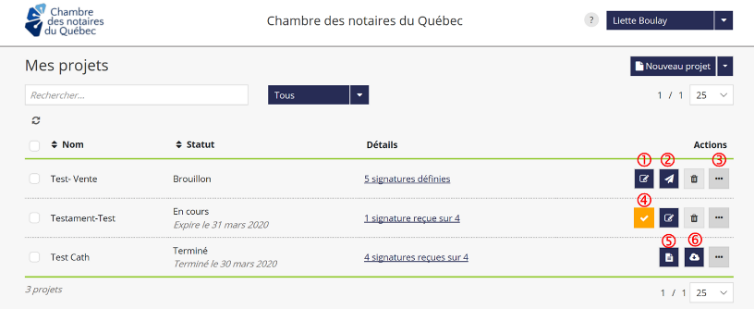 Chambre
des notaires
du Québec
Chambre des notaires du Québec
?
Liette Boulay
Mes projets
Nouveau projet
Rechercher...
Tous
1 / 1 25
Nom Statut Détails Actions
① ② ③
Test- Vente Brouillon 5 signatures définies
④
Testament-Test En cours 1 signature reçue sur 4
Expire le 31 mars 2020
⑤ ⑥
Test Cath Terminé 4 signatures reçues sur 4
Terminé le 30 mars 2020
3 projets 1 / 1 25